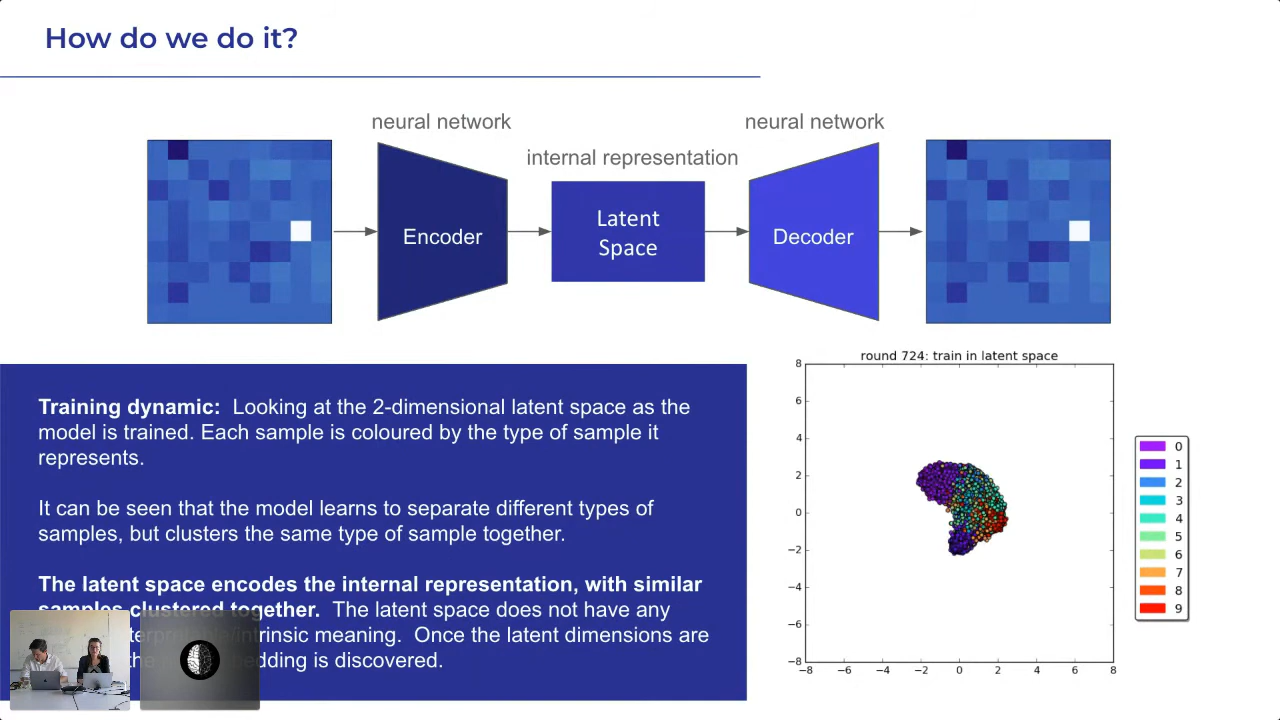 How do we do it?
neural network
neural network
internal representation
Encoder
Latent
Space
Decoder
Training dynamic: Looking at the 2-dimensional latent space as the
model is trained. Each sample is coloured by the type of sample it
represents.
It can be seen that the model learns to separate different types of
samples, but clusters the same type of sample together.
The latent space encodes the internal representation, with similar
samples clustered together. The latent space does not have any
intrinsic meaning. Once the latent dimensions are
the edding is discovered.
round 724: train in latent space
8
6
4
2
0
−2
−4
−6
−8
−8 −6 −4 −2 0 2 4 6 8
0
1
2
3
4
5
6
7
8
9